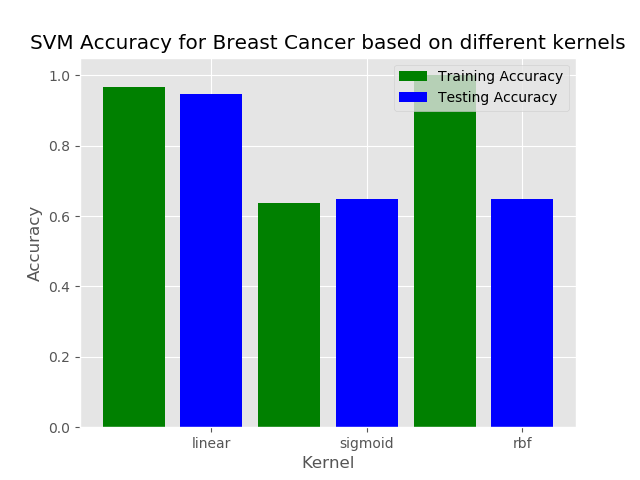 SVM Accuracy for Breast Cancer based on different kernels
1.0
0.8
0.6
0.4
0.2
0.0
Accuracy
Training Accuracy
Testing Accuracy
linear
sigmoid
rbf
Kernel